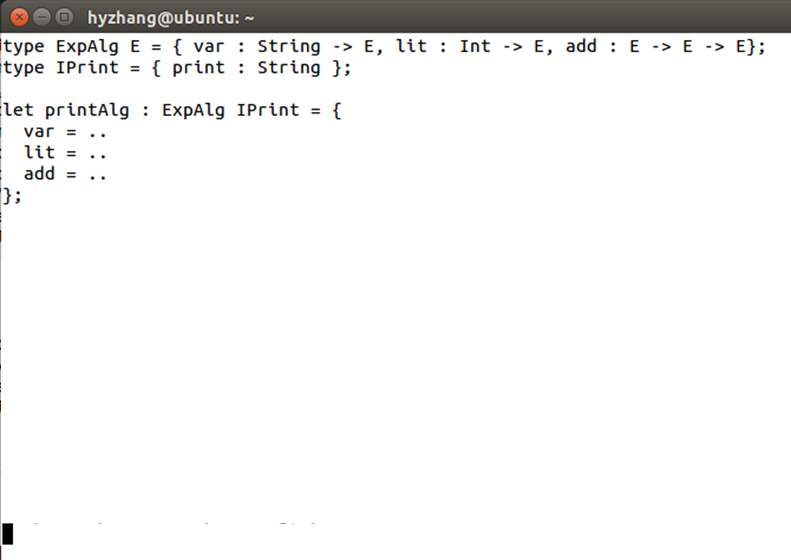 hyzhang@ubuntu: ~
type ExpAlg E = { var : String -> E, lit : Int -> E, add : E -> E -> E};
type IPrint = { print : String };
let printAlg : ExpAlg IPrint = {
  var = ..
  lit = ..
  add = ..
};